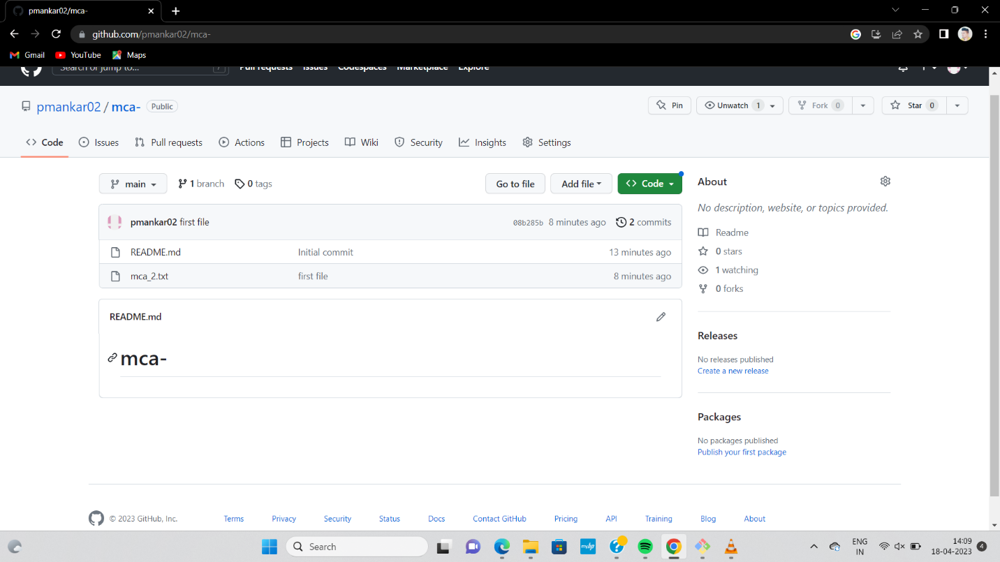 pmankar02/mca-
github.com/pmankar02/mca-
Gmail YouTube Maps
Search or jump to... / Pull requests Issues Codespaces Marketplace Explore
pmankar02 / mca- Public Pin Unwatch 1 Fork 0 Star 0
Code Issues Pull requests Actions Projects Wiki Security Insights Settings
main 1 branch 0 tags Go to file Add file Code
About
No description, website, or topics provided.
pmankar02 first file 08b285b 8 minutes ago 2 commits
Readme
README.md Initial commit 13 minutes ago
0 stars
1 watching
mca_2.txt first file 8 minutes ago
0 forks
README.md
mca-
Releases
No releases published
Create a new release
Packages
No packages published
Publish your first package
© 2023 GitHub, Inc. Terms Privacy Security Status Docs Contact GitHub Pricing API Training Blog About
Search
myhp
ENG
IN
14:09
18-04-2023
4